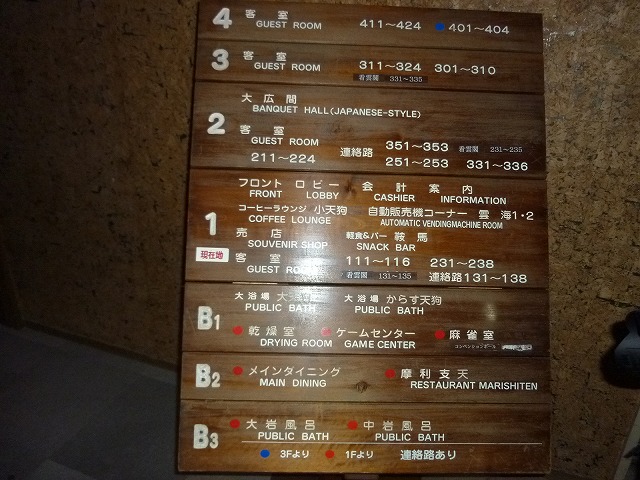 4 客室 411～424 401～404
GUEST ROOM
3 客室 311～324 301～310
GUEST ROOM
看雲閣 331～335
大広間
BANQUET HALL(JAPANESE-STYLE)
2 客室
GUEST ROOM
連絡路 351～353 看雲閣 231～235
211～224 251～253 331～336
フロント ロビー 会計 案内
FRONT LOBBY CASHIER INFORMATION
コーヒーラウンジ 小天狗 自動販売機コーナー 雲海1・2
COFFEE LOUNGE AUTOMATIC VENDINGMACHINE ROOM
1 売店 軽食&バー 鞍馬
SOUVENIR SHOP SNACK BAR
現在地 客室 111～116 231～238
GUEST ROOM 看雲閣 131～135 連絡路131～138
大浴場 大 大浴場 からす天狗
PUBLIC BATH PUBLIC BATH
B1 乾燥室 ゲームセンター 麻雀室
DRYING ROOM GAME CENTER
B2 メインダイニング 摩利支天
MAIN DINING RESTAURANT MARISHITEN
B3 大岩風呂 中岩風呂
PUBLIC BATH PUBLIC BATH
3Fより 1Fより 連絡路あり